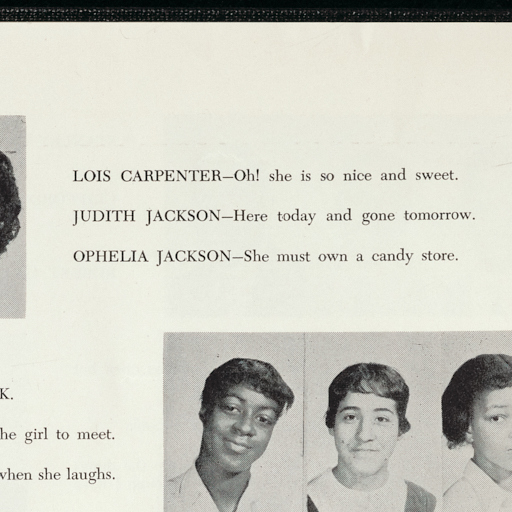 LOIS CARPENTER—Oh! she is so nice and sweet.
JUDITH JACKSON—Here today and gone tomorrow.
OPHELIA JACKSON—She must own a candy store.
K.
he girl to meet.
when she laughs.